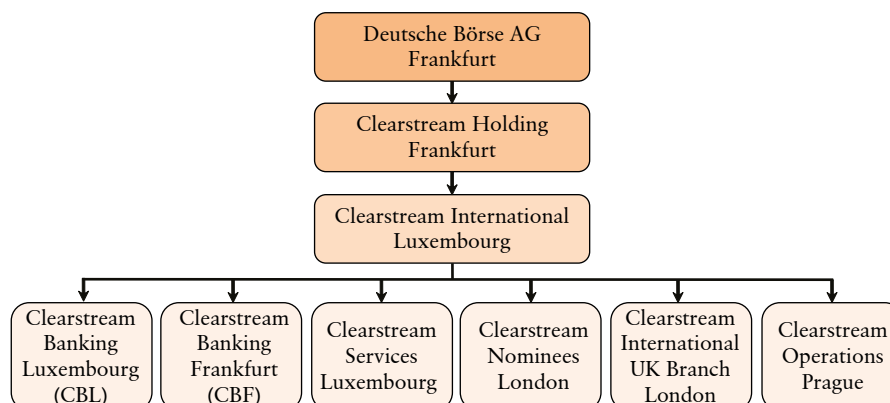 Deutsche Börse AG
Frankfurt
Clearstream Holding
Frankfurt
Clearstream International
Luxembourg
Clearstream
Banking
Luxembourg
(CBL)
Clearstream
Banking
Frankfurt
(CBF)
Clearstream
Services
Luxembourg
Clearstream
Nominees
London
Clearstream
International
UK Branch
London
Clearstream
Operations
Prague